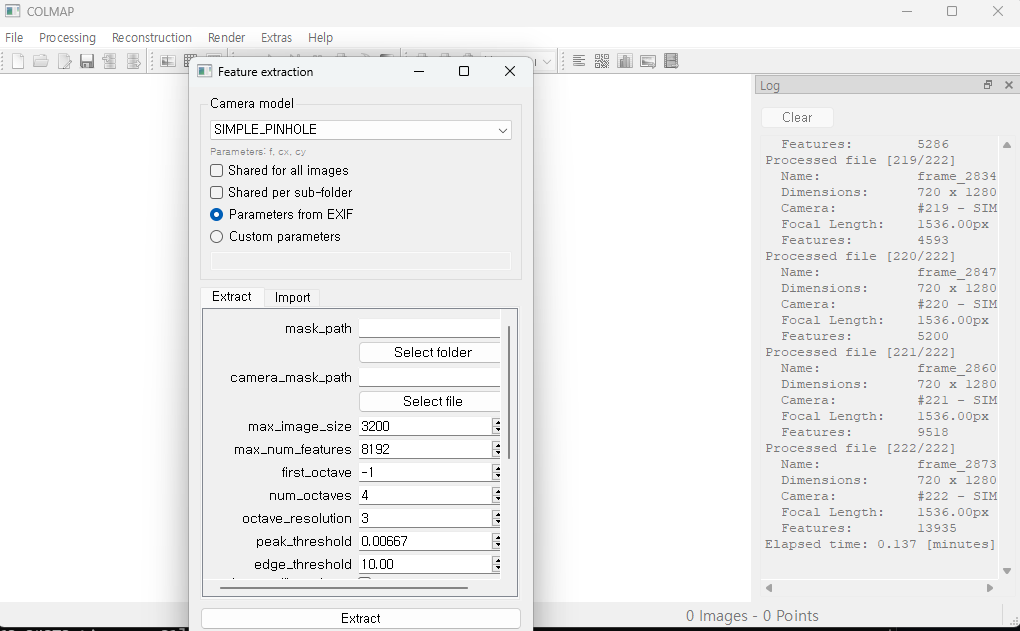 COLMAP
File Processing Reconstruction Render Extras Help
Feature extraction
Camera model
SIMPLE_PINHOLE
Parameters: f, cx, cy
Shared for all images
Shared per sub-folder
Parameters from EXIF
Custom parameters
Extract Import
mask_path
Select folder
camera_mask_path
Select file
max_image_size 3200
max_num_features 8192
first_octave -1
num_octaves 4
octave_resolution 3
peak_threshold 0.00667
edge_threshold 10.00
Extract
Log
Clear
Features: 5286
Processed file [219/222]
Name: frame_2834
Dimensions: 720 x 1280
Camera: #219 - SIM
Focal Length: 1536.00px
Features: 4593
Processed file [220/222]
Name: frame_2847
Dimensions: 720 x 1280
Camera: #220 - SIM
Focal Length: 1536.00px
Features: 5200
Processed file [221/222]
Name: frame_2860
Dimensions: 720 x 1280
Camera: #221 - SIM
Focal Length: 1536.00px
Features: 9518
Processed file [222/222]
Name: frame_2873
Dimensions: 720 x 1280
Camera: #222 - SIM
Focal Length: 1536.00px
Features: 13935
Elapsed time: 0.137 [minutes]
0 Images - 0 Points